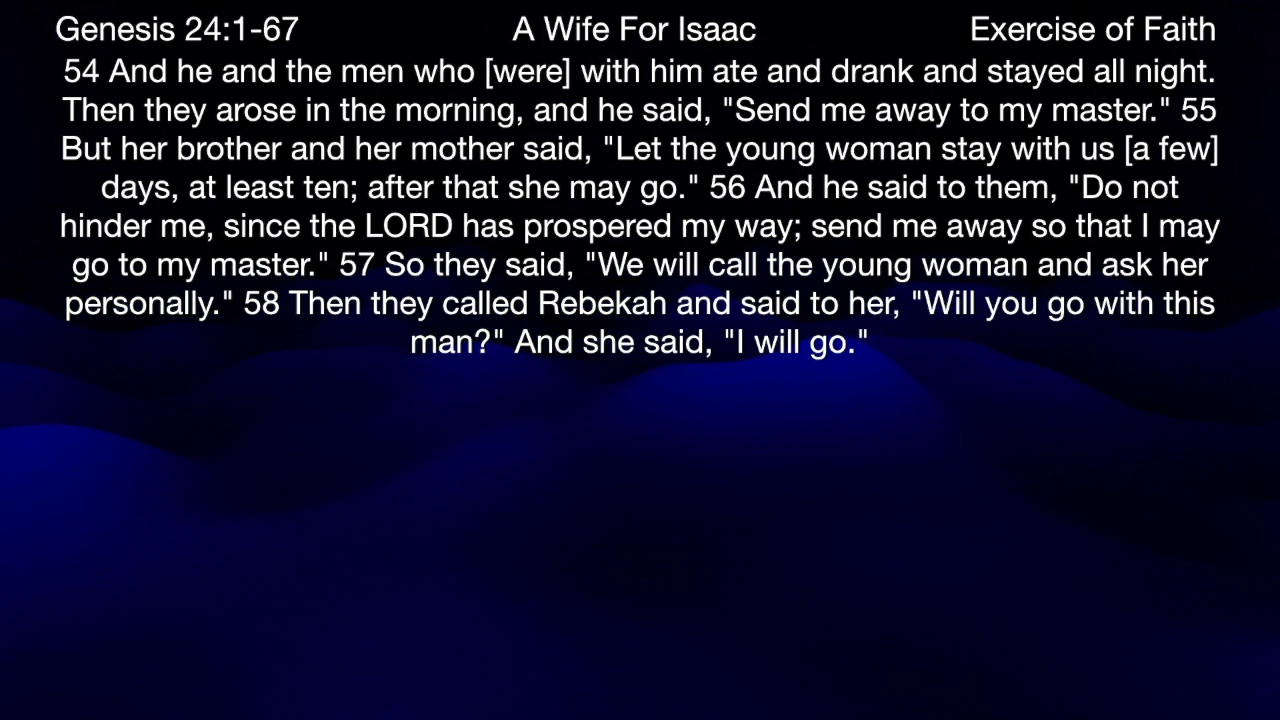 Genesis 24:1-67 A Wife For Isaac Exercise of Faith
54 And he and the men who [were] with him ate and drank and stayed all night.
Then they arose in the morning, and he said, "Send me away to my master." 55
But her brother and her mother said, "Let the young woman stay with us [a few]
days, at least ten; after that she may go." 56 And he said to them, "Do not
hinder me, since the LORD has prospered my way; send me away so that I may
go to my master." 57 So they said, "We will call the young woman and ask her
personally." 58 Then they called Rebekah and said to her, "Will you go with this
man?" And she said, "I will go."